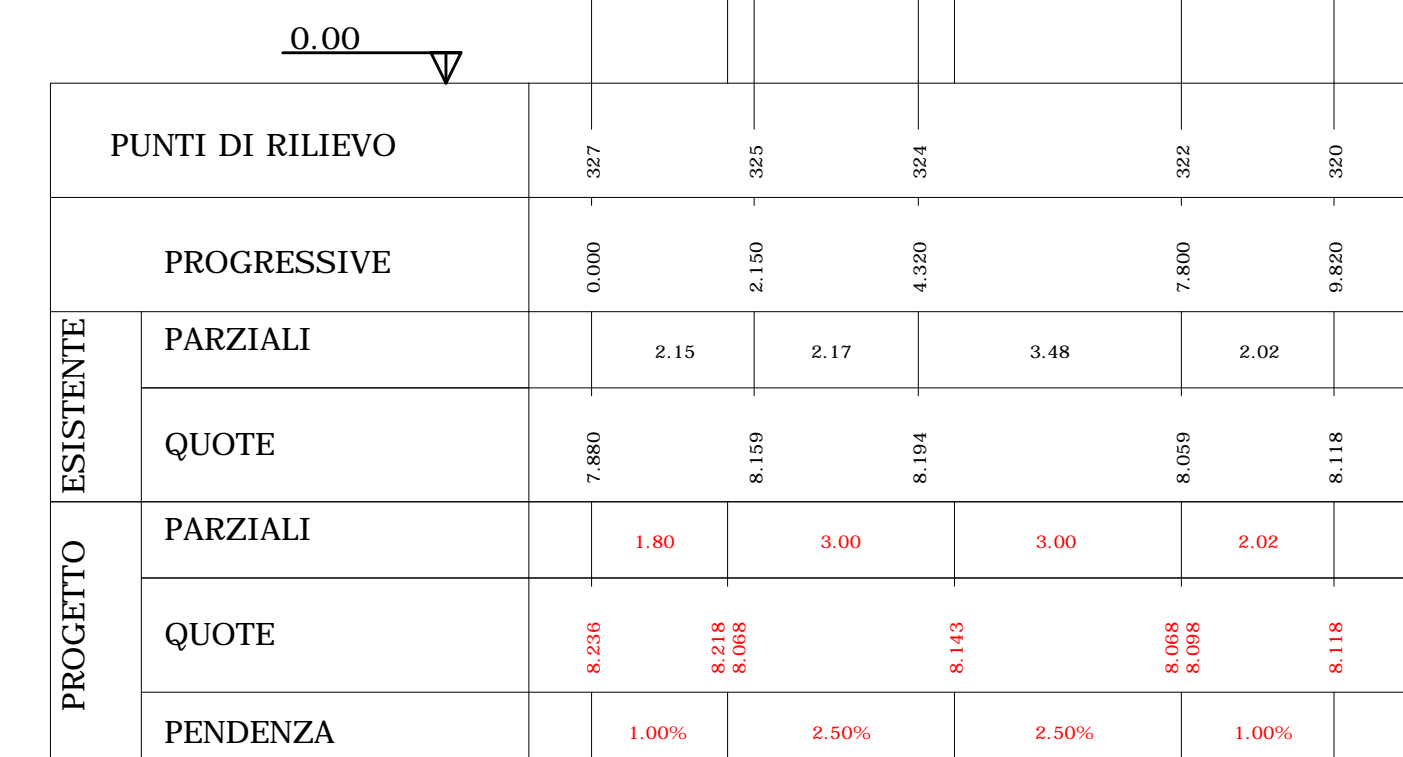 0.00
PUNTI DI RILIEVO
327 325 324 322 320
PROGRESSIVE
0.000 2.150 4.320 7.800 9.820
ESISTENTE
PARZIALI
2.15 2.17 3.48 2.02
QUOTE
7.880 8.159 8.194 8.059 8.118
PROGETTO
PARZIALI
1.80 3.00 3.00 2.02
QUOTE
8.236 8.218 8.068 8.143 8.068 8.098 8.118
PENDENZA
1.00% 2.50% 2.50% 1.00%